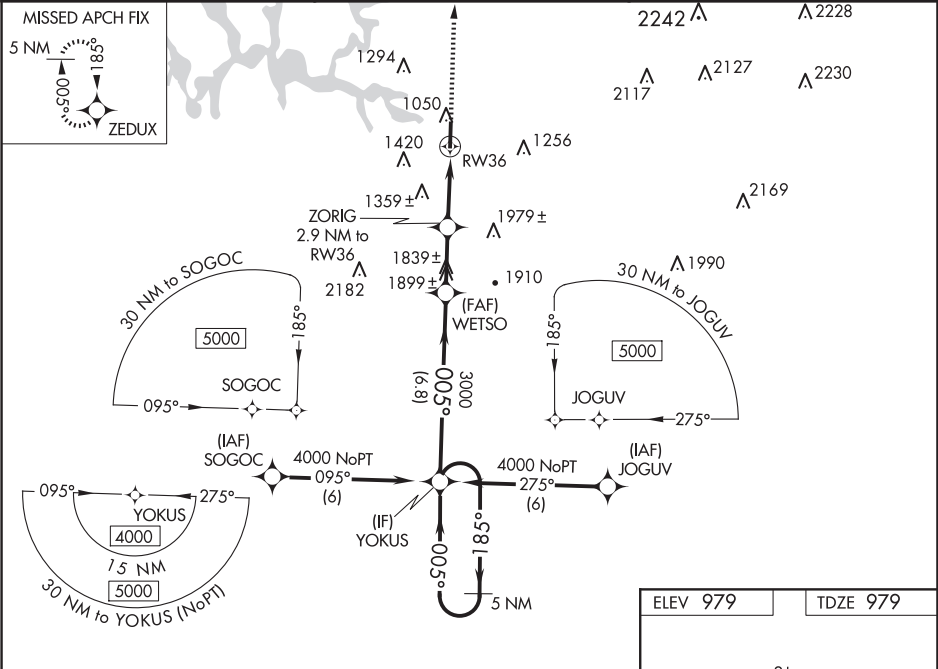 MISSED APCH FIX
5 NM
185°
005°
ZEDUX
2242
2228
1294
2127
2117
2230
1050
1420
1256
RW36
1359 ±
2169
ZORIG
2.9 NM to
RW36
1979 ±
1839 ±
1899 ±
2182
1910
1990
(FAF)
WETSO
30 NM to SOGOC
5000
185°
SOGOC
095°
30 NM to JOGUV
5000
185°
JOGUV
275°
3000
005°
(6.8)
(IAF)
SOGOC
4000 NoPT
095°
(6)
4000 NoPT
275°
(6)
(IAF)
JOGUV
(IF)
YOKUS
005°
185°
5 NM
095°
275°
YOKUS
4000
15 NM
5000
30 NM to YOKUS (NoPT)
ELEV 979
TDZE 979